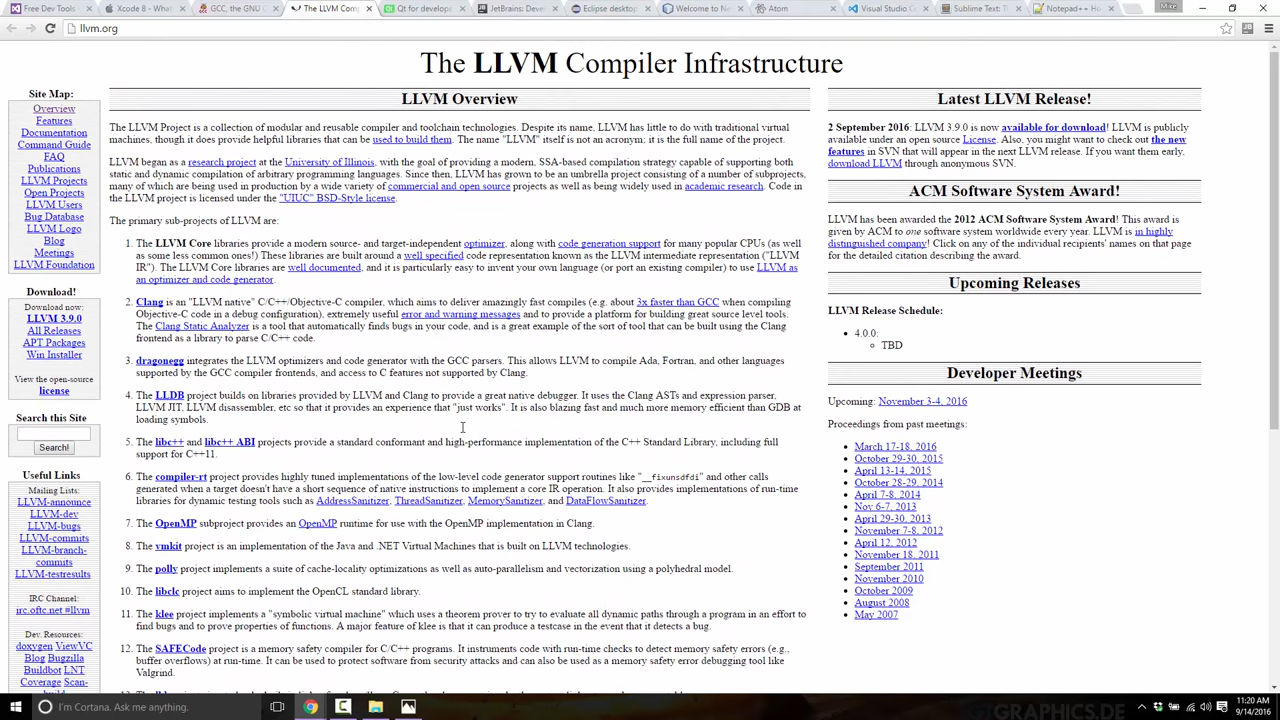 Free Dev Tools
Xcode 8 - What
GCC, the GNU C
The LLVM Comp
Qt for develope
JetBrains: Deve
Eclipse desktop
Welcome to Ne
Atom
Visual Studio C
Sublime Text: Th
Notepad++ Ho
Mike
llvm.org
The LLVM Compiler Infrastructure
Site Map:
Overview
Features
Documentation
Command Guide
FAQ
Publications
LLVM Projects
Open Projects
LLVM Users
Bug Database
LLVM Logo
Blog
Meetings
LLVM Foundation
Download!
Download now:
LLVM 3.9.0
All Releases
APT Packages
Win Installer
View the open-source
license
Search this Site
Search!
Useful Links
Mailing Lists:
LLVM-announce
LLVM-dev
LLVM-bugs
LLVM-commits
LLVM-branch-
commits
LLVM-testresults
IRC Channel:
irc.oftc.net #llvm
Dev. Resources:
doxygen ViewVC
Blog Bugzilla
Buildbot LNT
Coverage Scan-
build
LLVM Overview
The LLVM Project is a collection of modular and reusable compiler and toolchain technologies. Despite its name, LLVM has little to do with traditional virtual
machines, though it does provide helpful libraries that can be used to build them. The name "LLVM" itself is not an acronym; it is the full name of the project.
LLVM began as a research project at the University of Illinois, with the goal of providing a modern, SSA-based compilation strategy capable of supporting both
static and dynamic compilation of arbitrary programming languages. Since then, LLVM has grown to be an umbrella project consisting of a number of subprojects,
many of which are being used in production by a wide variety of commercial and open source projects as well as being widely used in academic research. Code in
the LLVM project is licensed under the "UIUC" BSD-Style license.
The primary sub-projects of LLVM are:
1. The LLVM Core libraries provide a modern source- and target-independent optimizer, along with code generation support for many popular CPUs (as well
as some less common ones!) These libraries are built around a well specified code representation known as the LLVM intermediate representation ("LLVM
IR"). The LLVM Core libraries are well documented, and it is particularly easy to invent your own language (or port an existing compiler) to use LLVM as
an optimizer and code generator.
2. Clang is an "LLVM native" C/C++/Objective-C compiler, which aims to deliver amazingly fast compiles (e.g. about 3x faster than GCC when compiling
Objective-C code in a debug configuration), extremely useful error and warning messages and to provide a platform for building great source level tools.
The Clang Static Analyzer is a tool that automatically finds bugs in your code, and is a great example of the sort of tool that can be built using the Clang
frontend as a library to parse C/C++ code.
3. dragonegg integrates the LLVM optimizers and code generator with the GCC parsers. This allows LLVM to compile Ada, Fortran, and other languages
supported by the GCC compiler frontends, and access to C features not supported by Clang.
4. The LLDB project builds on libraries provided by LLVM and Clang to provide a great native debugger. It uses the Clang ASTs and expression parser,
LLVM JIT, LLVM disassembler, etc so that it provides an experience that "just works". It is also blazing fast and much more memory efficient than GDB at
loading symbols.
5. The libc++ and libc++ ABI projects provide a standard conformant and high-performance implementation of the C++ Standard Library, including full
support for C++11.
6. The compiler-rt project provides highly tuned implementations of the low-level code generator support routines like "__fixunsdfdi" and other calls
generated when a target doesn't have a short sequence of native instructions to implement a core IR operation. It also provides implementations of run-time
libraries for dynamic testing tools such as AddressSanitizer, ThreadSanitizer, MemorySanitizer, and DataFlowSanitizer.
7. The OpenMP subproject provides an OpenMP runtime for use with the OpenMP implementation in Clang.
8. The vmkit project is an implementation of the Java and .NET Virtual Machines that is built on LLVM technologies.
9. The polly project implements a suite of cache-locality optimizations as well as auto-parallelism and vectorization using a polyhedral model.
10. The libclc project aims to implement the OpenCL standard library.
11. The klee project implements a "symbolic virtual machine" which uses a theorem prover to try to evaluate all dynamic paths through a program in an effort to
find bugs and to prove properties of functions. A major feature of klee is that it can produce a testcase in the event that it detects a bug.
12. The SAFECode project is a memory safety compiler for C/C++ programs. It instruments code with run-time checks to detect memory safety errors (e.g.,
buffer overflows) at run-time. It can be used to protect software from security attacks and can also be used as a memory safety error debugging tool like
Valgrind.
Latest LLVM Release!
2 September 2016: LLVM 3.9.0 is now available for download! LLVM is publicly
available under an open source License. Also, you might want to check out the new
features in SVN that will appear in the next LLVM release. If you want them early,
download LLVM through anonymous SVN.
ACM Software System Award!
LLVM has been awarded the 2012 ACM Software System Award! This award is
given by ACM to one software system worldwide every year. LLVM is in highly
distinguished company! Click on any of the individual recipients' names on that page
for the detailed citation describing the award.
Upcoming Releases
LLVM Release Schedule:
4.0.0:
TBD
Developer Meetings
Upcoming: November 3-4, 2016
Proceedings from past meetings:
March 17-18, 2016
October 29-30, 2015
April 13-14, 2015
October 28-29, 2014
April 7-8, 2014
Nov 6-7, 2013
April 29-30, 2013
November 7-8, 2012
April 12, 2012
November 18, 2011
September 2011
November 2010
October 2009
August 2008
May 2007
I'm Cortana. Ask me anything.
GRAPHICS.DE
11:20 AM
9/14/2016